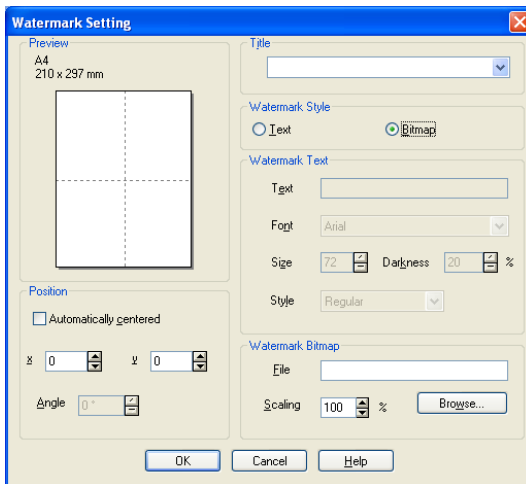 Watermark Setting
Preview
A4
210 x 297 mm
Title
Watermark Style
Text
Bitmap
Watermark Text
Text
Font Arial
Size 72 Darkness 20 %
Style Regular
Position
Automatically centered
x 0 y 0
Angle 0 °
Watermark Bitmap
File
Scaling 100 % Browse...
OK Cancel Help